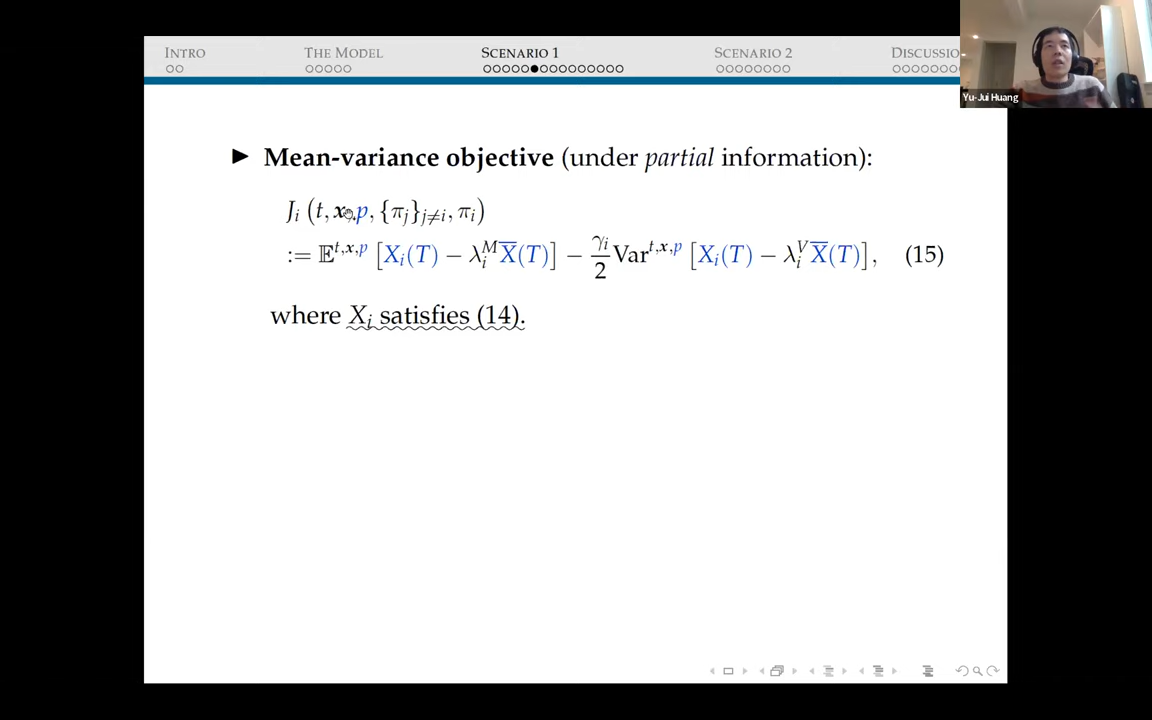 INTRO THE MODEL SCENARIO 1 SCENARIO 2 DISCUSSIO
Yu-Jui Huang
► Mean-variance objective (under partial information):
J_i (t, x, p, {π_j}_{j≠i}, π_i)
:= 𝔼^{t,x,p} [X_i(T) − λ_i^M X̅(T)] − γ_i/2 Var^{t,x,p} [X_i(T) − λ_i^V X̅(T)], (15)
where X_i satisfies (14).